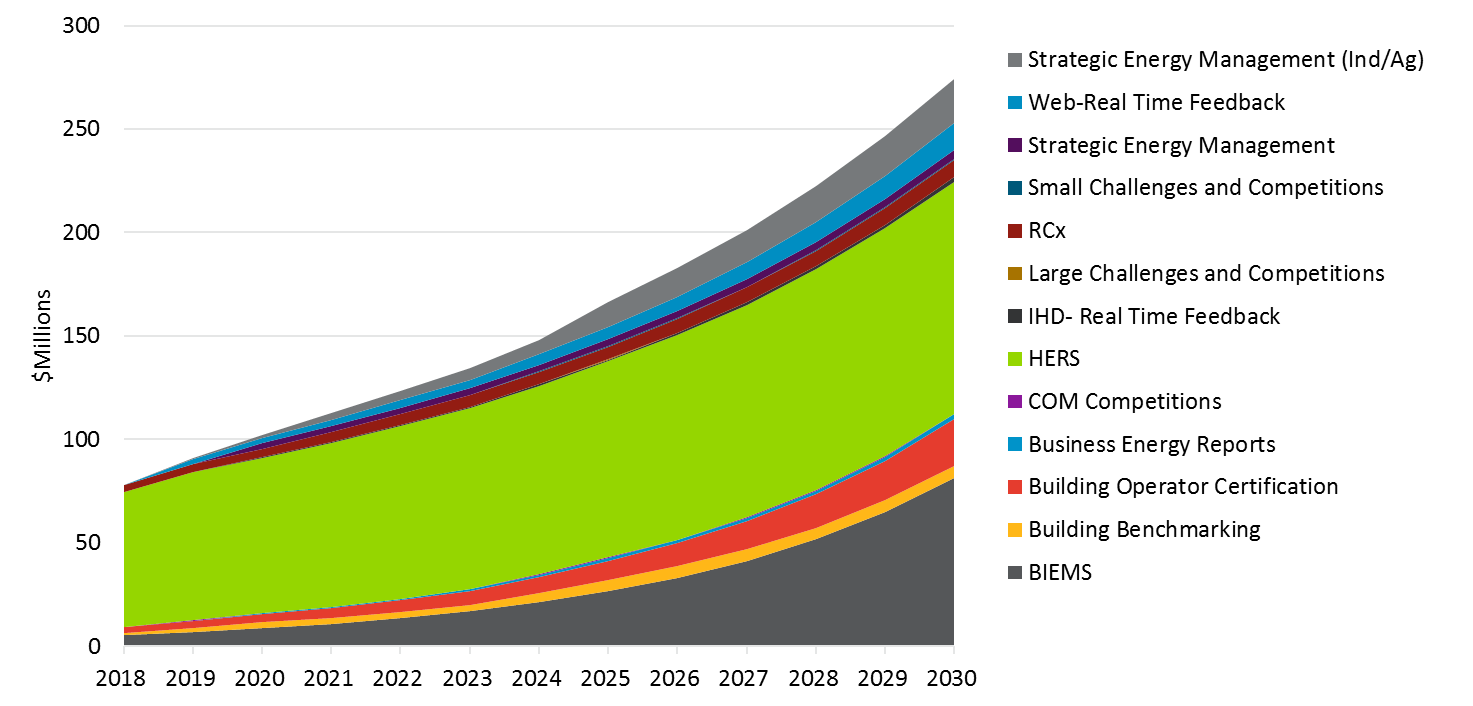 300
250
200
150
100
50
0
$Millions
2018 2019 2020 2021 2022 2023 2024 2025 2026 2027 2028 2029 2030
Strategic Energy Management (Ind/Ag)
Web-Real Time Feedback
Strategic Energy Management
Small Challenges and Competitions
RCx
Large Challenges and Competitions
IHD- Real Time Feedback
HERS
COM Competitions
Business Energy Reports
Building Operator Certification
Building Benchmarking
BIEMS